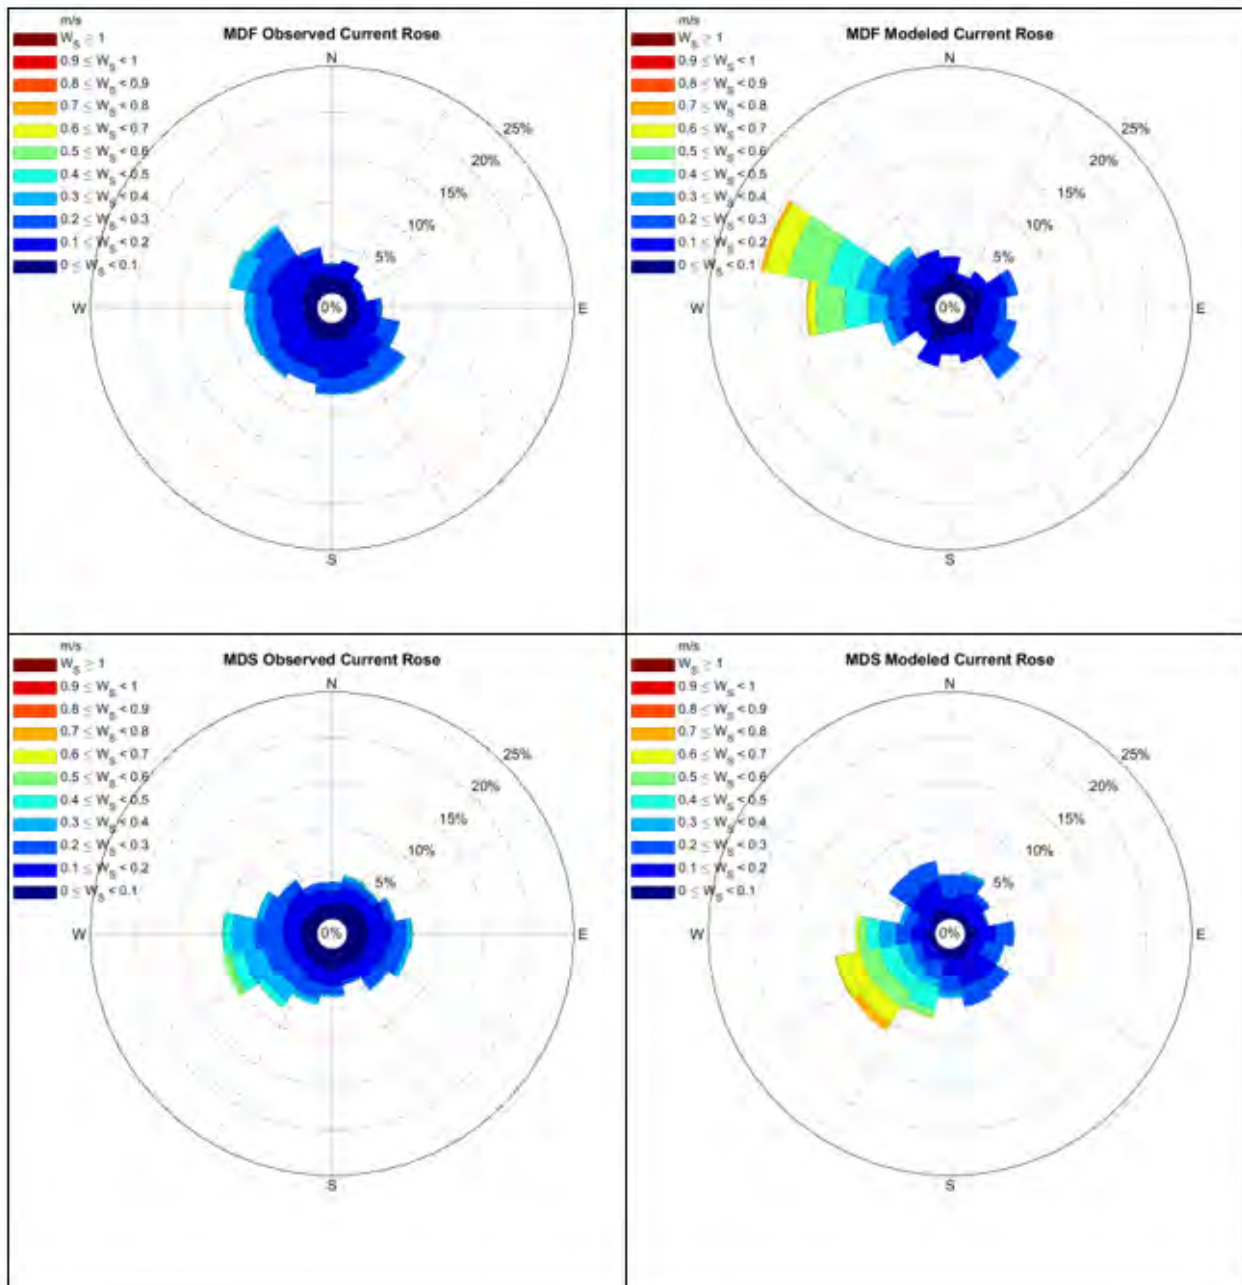 m/s
MDF Observed Current Rose
W_S ≥ 1
0.9 ≤ W_S < 1
0.8 ≤ W_S < 0.9
0.7 ≤ W_S < 0.8
0.6 ≤ W_S < 0.7
0.5 ≤ W_S < 0.6
0.4 ≤ W_S < 0.5
0.3 ≤ W_S < 0.4
0.2 ≤ W_S < 0.3
0.1 ≤ W_S < 0.2
0 ≤ W_S < 0.1
N
25%
20%
15%
10%
5%
W
0%
E
S
m/s
MDF Modeled Current Rose
W_S ≥ 1
0.9 ≤ W_S < 1
0.8 ≤ W_S < 0.9
0.7 ≤ W_S < 0.8
0.6 ≤ W_S < 0.7
0.5 ≤ W_S < 0.6
0.4 ≤ W_S < 0.5
0.3 ≤ W_S < 0.4
0.2 ≤ W_S < 0.3
0.1 ≤ W_S < 0.2
0 ≤ W_S < 0.1
N
25%
20%
15%
10%
5%
W
0%
E
S
m/s
MDS Observed Current Rose
W_S ≥ 1
0.9 ≤ W_S < 1
0.8 ≤ W_S < 0.9
0.7 ≤ W_S < 0.8
0.6 ≤ W_S < 0.7
0.5 ≤ W_S < 0.6
0.4 ≤ W_S < 0.5
0.3 ≤ W_S < 0.4
0.2 ≤ W_S < 0.3
0.1 ≤ W_S < 0.2
0 ≤ W_S < 0.1
N
25%
20%
15%
10%
5%
W
0%
E
S
m/s
MDS Modeled Current Rose
W_S ≥ 1
0.9 ≤ W_S < 1
0.8 ≤ W_S < 0.9
0.7 ≤ W_S < 0.8
0.6 ≤ W_S < 0.7
0.5 ≤ W_S < 0.6
0.4 ≤ W_S < 0.5
0.3 ≤ W_S < 0.4
0.2 ≤ W_S < 0.3
0.1 ≤ W_S < 0.2
0 ≤ W_S < 0.1
N
25%
20%
15%
10%
5%
W
0%
E
S